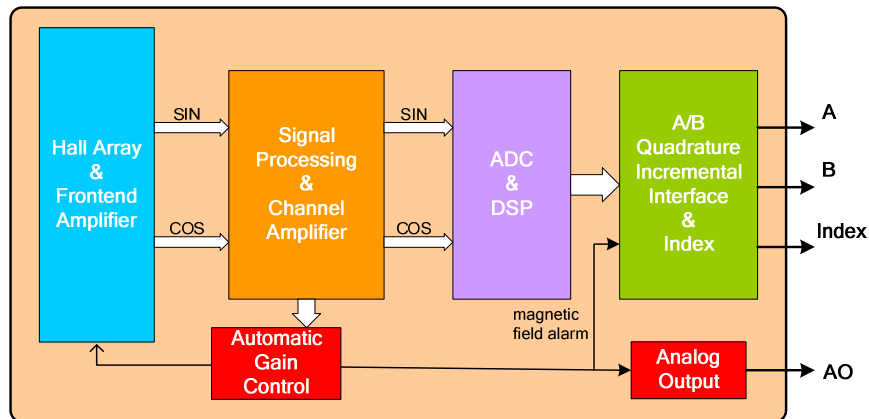 Hall Array
&
Frontend
Amplifier
SIN
COS
Signal
Processing
&
Channel
Amplifier
SIN
COS
ADC
&
DSP
A/B
Quadrature
Incremental
Interface
&
Index
A
B
Index
magnetic
field alarm
Automatic
Gain
Control
Analog
Output
AO